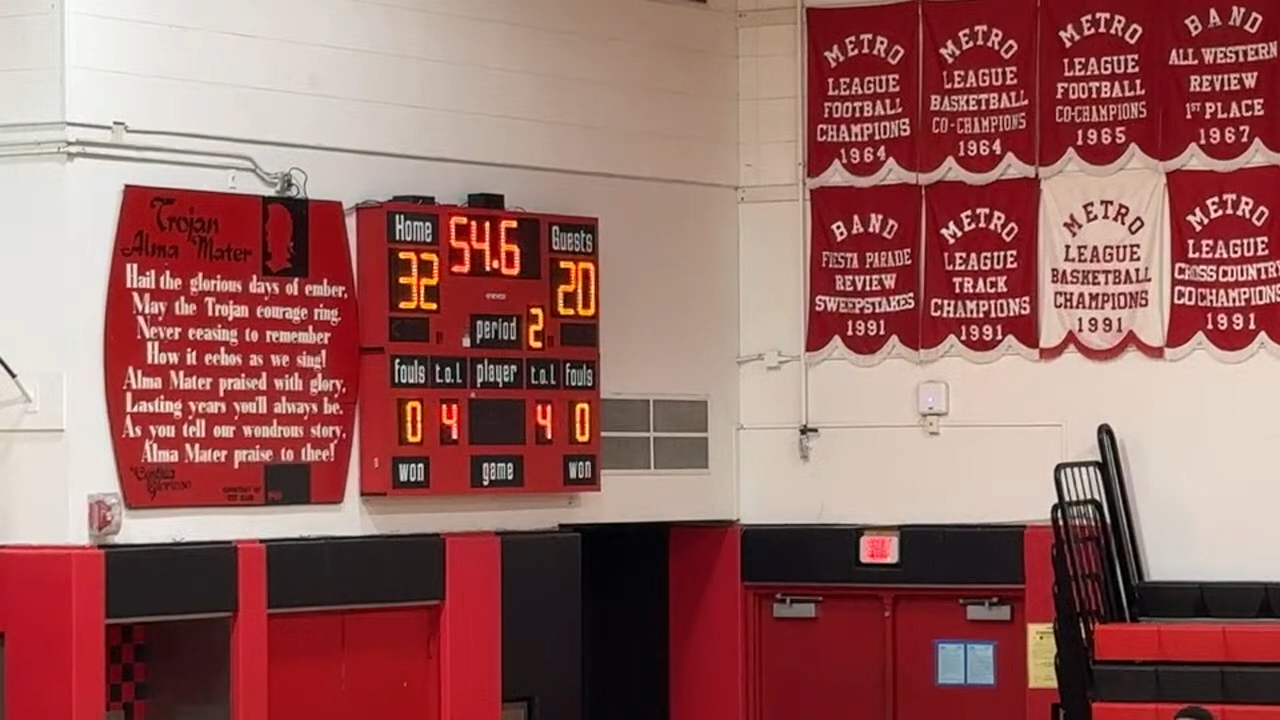 Trojan
Alma Mater
Hail the glorious days of ember,
May the Trojan courage ring.
Never ceasing to remember
How it echos as we sing!
Alma Mater praised with glory,
Lasting years you'll always be.
As you tell our wondrous story,
Alma Mater praise to thee!
Home
54.6
Guests
32
20
period
2
fouls
t.o.l.
player
t.o.l.
fouls
0
4
4
0
won
game
won
METRO
LEAGUE
FOOTBALL
CHAMPIONS
1964
METRO
LEAGUE
BASKETBALL
CO-CHAMPIONS
1964
METRO
LEAGUE
FOOTBALL
CO-CHAMPIONS
1965
BAND
ALL WESTERN
REVIEW
1ST PLACE
1967
BAND
FIESTA PARADE
REVIEW
SWEEPSTAKES
1991
METRO
LEAGUE
TRACK
CHAMPIONS
1991
METRO
LEAGUE
BASKETBALL
CHAMPIONS
1991
METRO
LEAGUE
CROSS COUNTRY
CO CHAMPIONS
1991
EXIT